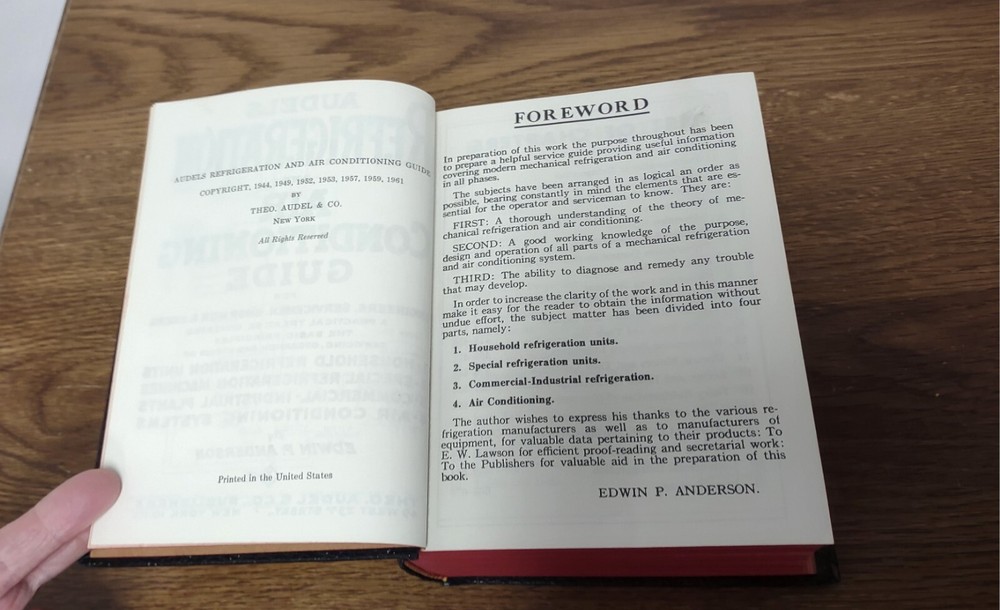 AUDELS REFRIGERATION AND AIR CONDITIONING GUIDE
COPYRIGHT, 1944, 1949, 1952, 1953, 1957, 1959, 1961
BY
THEO. AUDEL & CO.
NEW YORK
All Rights Reserved
Printed in the United States
FOREWORD
In preparation of this work the purpose throughout has been
to prepare a helpful service guide providing useful information
covering modern mechanical refrigeration and air conditioning
in all phases.
The subjects have been arranged in as logical an order as
possible, bearing constantly in mind the elements that are es-
sential for the operator and serviceman to know. They are:
FIRST: A thorough understanding of the theory of me-
chanical refrigeration and air conditioning.
SECOND: A good working knowledge of the purpose,
design and operation of all parts of a mechanical refrigeration
and air conditioning system.
THIRD: The ability to diagnose and remedy any trouble
that may develop.
In order to increase the clarity of the work and in this manner
make it easy for the reader to obtain the information without
undue effort, the subject matter has been divided into four
parts, namely:
1. Household refrigeration units.
2. Special refrigeration units.
3. Commercial-Industrial refrigeration.
4. Air Conditioning.
The author wishes to express his thanks to the various re-
frigeration manufacturers as well as to manufacturers of
equipment, for valuable data pertaining to their products: To
E. W. Lawson for efficient proof-reading and secretarial work:
To the Publishers for valuable aid in the preparation of this
book.
EDWIN P. ANDERSON.